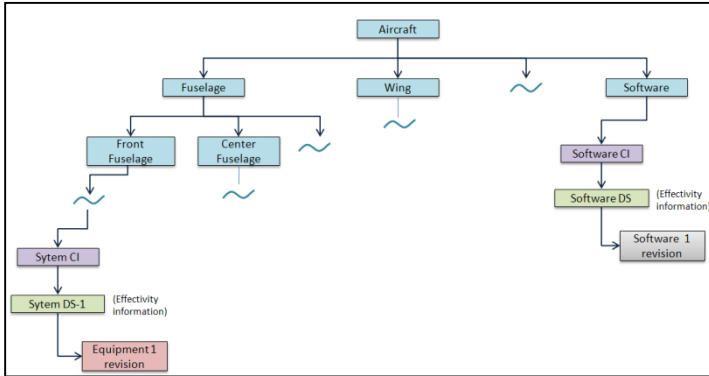 Aircraft
Fuselage
Wing
Software
Front
Fuselage
Center
Fuselage
Software CI
Software DS
(Effectivity
information)
Software 1
revision
Sytem CI
Sytem DS-1
(Effectivity
information)
Equipment 1
revision